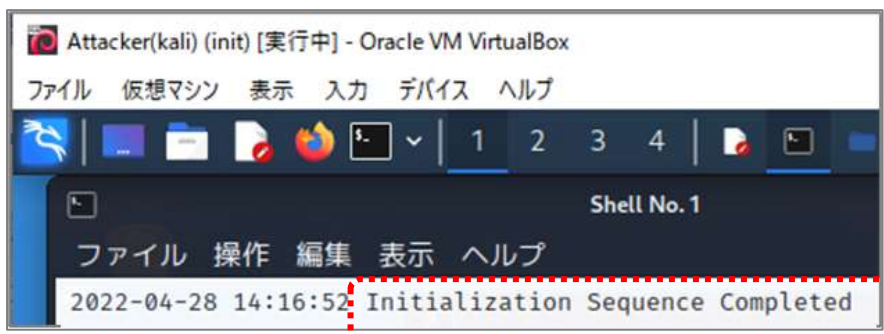 Attacker(kali) (init) [実行中] - Oracle VM VirtualBox
ファイル 仮想マシン 表示 入力 デバイス ヘルプ
1 2 3 4
Shell No. 1
ファイル 操作 編集 表示 ヘルプ
2022-04-28 14:16:52 Initialization Sequence Completed